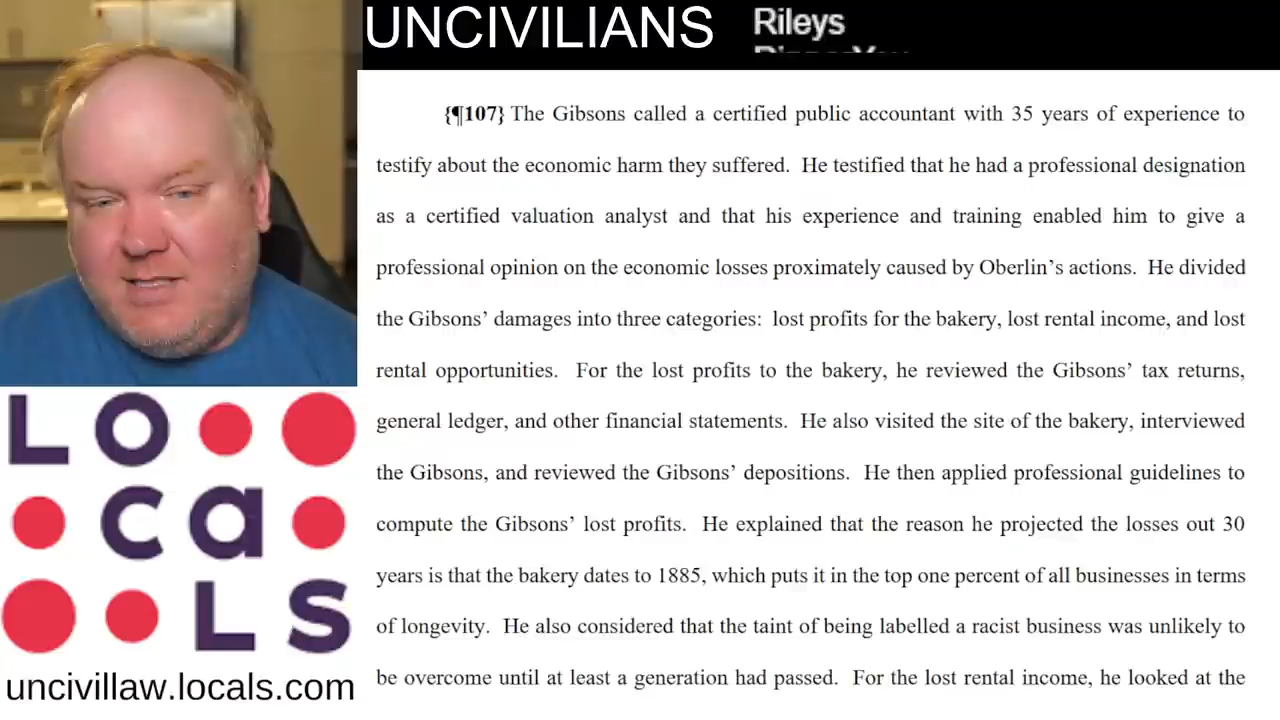 UNCIVILIANS
Rileys
{¶107} The Gibsons called a certified public accountant with 35 years of experience to
testify about the economic harm they suffered. He testified that he had a professional designation
as a certified valuation analyst and that his experience and training enabled him to give a
professional opinion on the economic losses proximately caused by Oberlin’s actions. He divided
the Gibsons’ damages into three categories: lost profits for the bakery, lost rental income, and lost
rental opportunities. For the lost profits to the bakery, he reviewed the Gibsons’ tax returns,
general ledger, and other financial statements. He also visited the site of the bakery, interviewed
the Gibsons, and reviewed the Gibsons’ depositions. He then applied professional guidelines to
compute the Gibsons’ lost profits. He explained that the reason he projected the losses out 30
years is that the bakery dates to 1885, which puts it in the top one percent of all businesses in terms
of longevity. He also considered that the taint of being labelled a racist business was unlikely to
be overcome until at least a generation had passed. For the lost rental income, he looked at the
LO
ca
LS
uncivillaw.locals.com